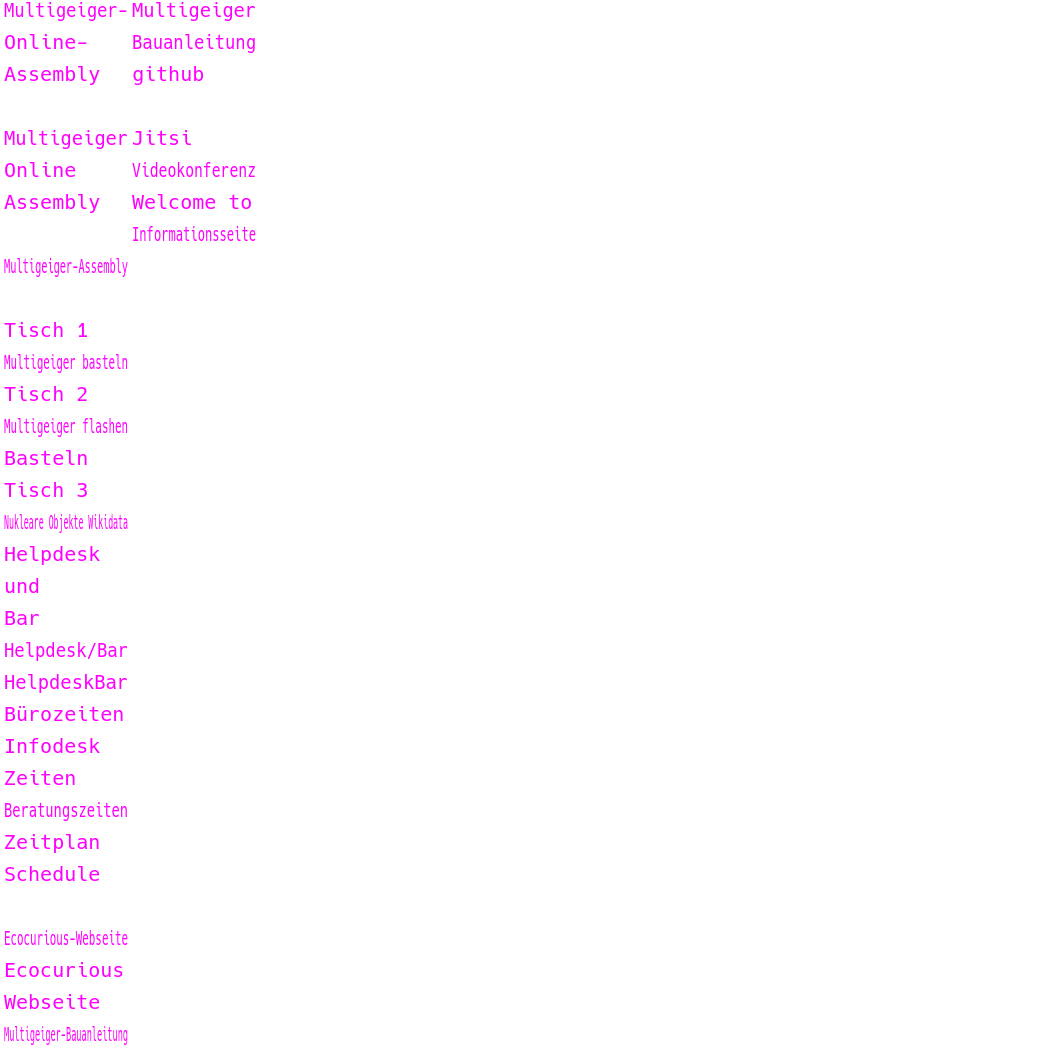 Multigeiger-
Online-
Assembly
Multigeiger
Online
Assembly
Multigeiger-Assembly
Tisch 1
Multigeiger basteln
Tisch 2
Multigeiger flashen
Basteln
Tisch 3
Nukleare Objekte Wikidata
Helpdesk
und
Bar
Helpdesk/Bar
HelpdeskBar
Bürozeiten
Infodesk
Zeiten
Beratungszeiten
Zeitplan
Schedule
Ecocurious-Webseite
Ecocurious
Webseite
Multigeiger-Bauanleitung
Multigeiger
Bauanleitung
github
Jitsi
Videokonferenz
Welcome to
Informationsseite